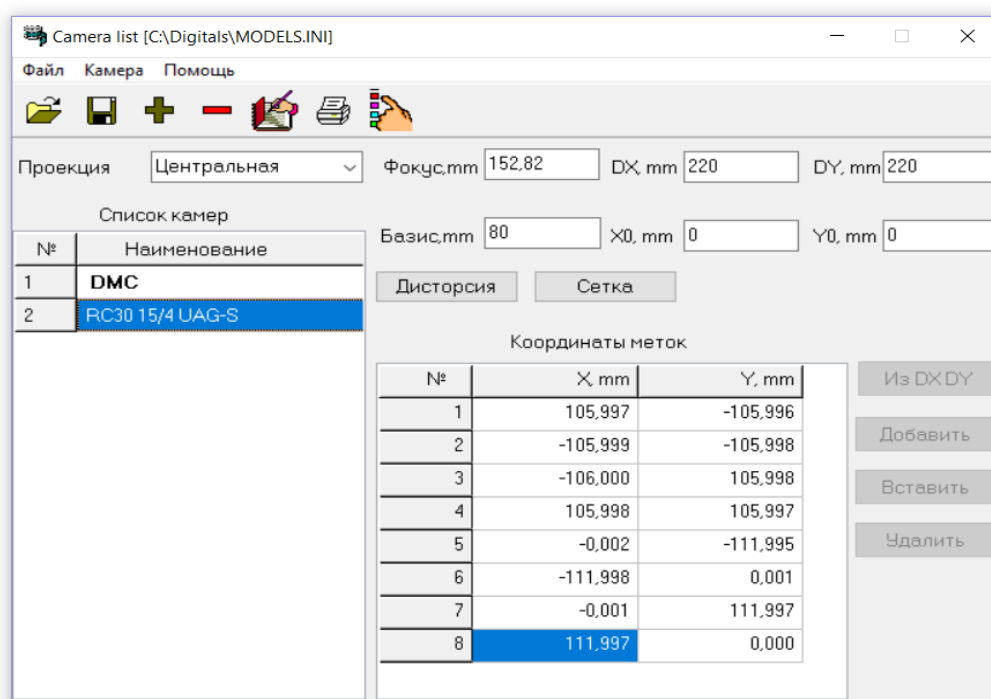 Camera list [C:\Digitals\MODELS.INI]
Файл Камера Помощь
Проекция Центральная Фокус,mm 152,82 DX, mm 220 DY, mm 220
Список камер
Базис,mm 80 X0, mm 0 Y0, mm 0
№ Наименование
1 DMC
2 RC30 15/4 UAG-S
Дисторсия Сетка
Координаты меток
№ X, mm Y, mm
1 105,997 -105,996
2 -105,999 -105,998
3 -106,000 105,998
4 105,998 105,997
5 -0,002 -111,995
6 -111,998 0,001
7 -0,001 111,997
8 111,997 0,000
Из DX DY
Добавить
Вставить
Удалить